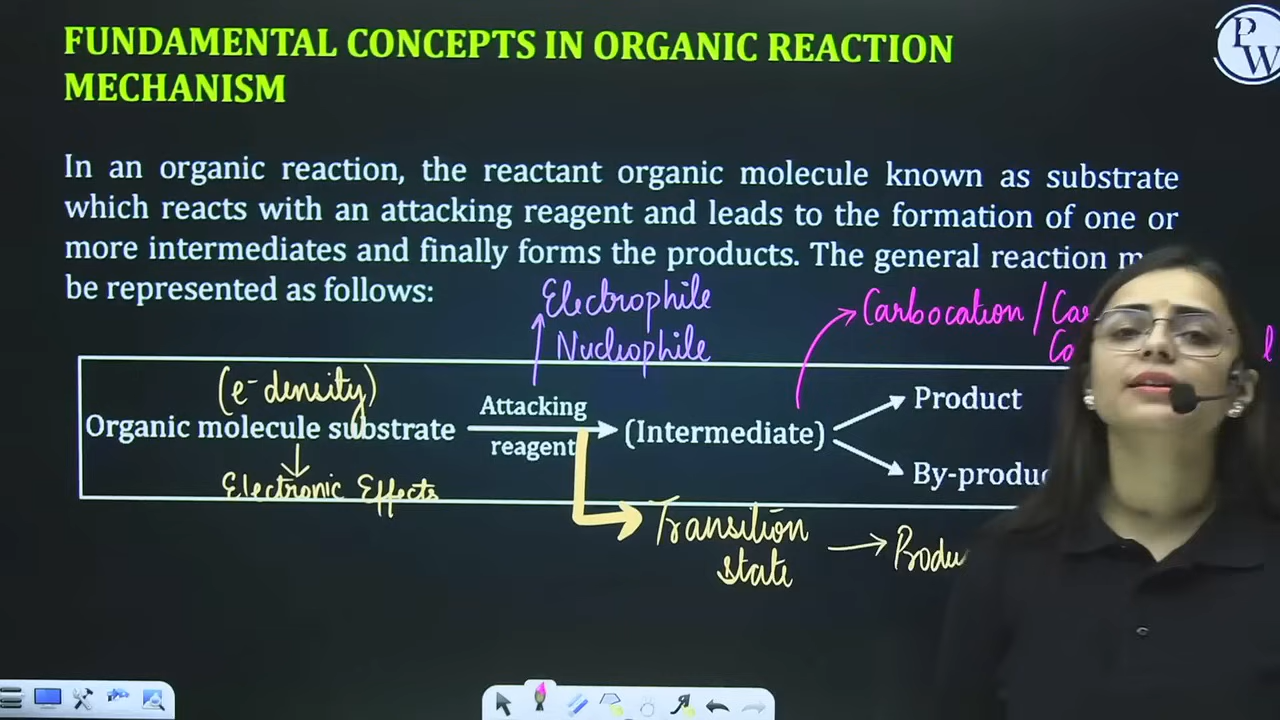 FUNDAMENTAL CONCEPTS IN ORGANIC REACTION
MECHANISM
P
W
In an organic reaction, the reactant organic molecule known as substrate
which reacts with an attacking reagent and leads to the formation of one or
more intermediates and finally forms the products. The general reaction
be represented as follows:
Electrophile
Nucleophile
Carbocation /
(e⁻ density)
Organic molecule substrate
Attacking
reagent
(Intermediate)
Product
Electronic Effects
Transition
state